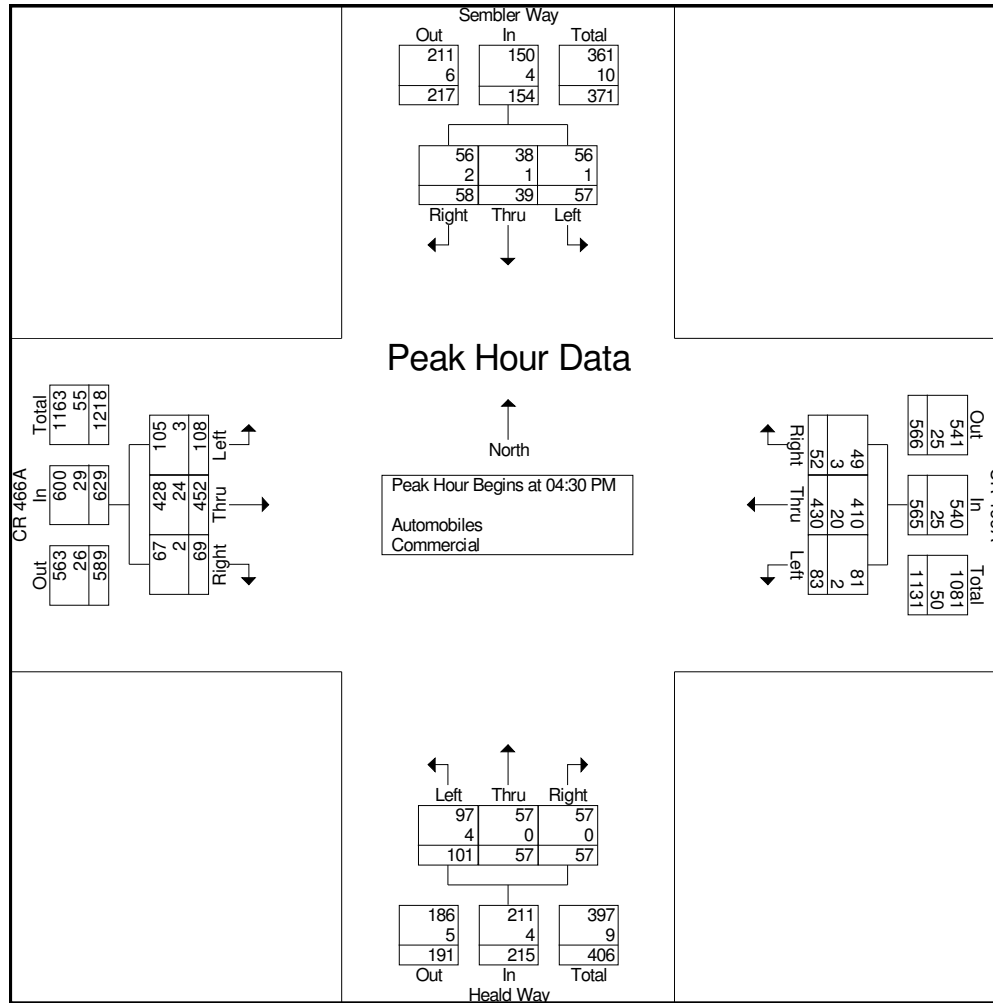 Sembler Way
Out In Total
211 150 361
6 4 10
217 154 371
56 38 56
2 1 1
58 39 57
Right Thru Left
Peak Hour Data
North
Peak Hour Begins at 04:30 PM
Automobiles
Commercial
CR 466A
Total In Out
1163 600 563
55 29 26
1218 629 589
105 428 67
3 24 2
108 452 69
Left Thru Right
Out In Total
541 540 1081
25 25 50
566 565 1131
49 410 81
3 20 2
52 430 83
Right Thru Left
Left Thru Right
97 57 57
4 0 0
101 57 57
186 211 397
5 4 9
191 215 406
Out In Total
Heald Way